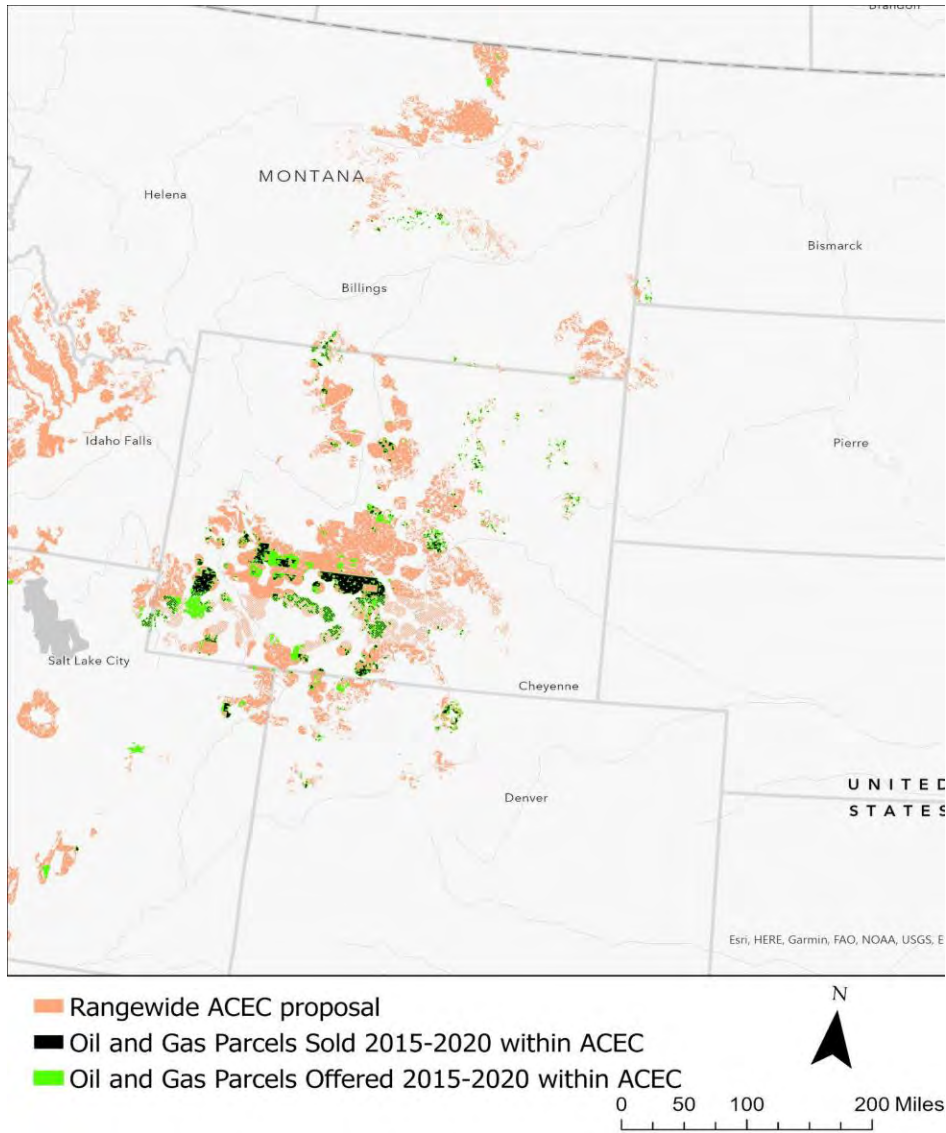 Brandon
MONTANA
Helena
Bismarck
Billings
Idaho Falls
Pierre
Salt Lake City
Cheyenne
Denver
UNITED
STATES
Esri, HERE, Garmin, FAO, NOAA, USGS, E
Rangewide ACEC proposal
Oil and Gas Parcels Sold 2015-2020 within ACEC
Oil and Gas Parcels Offered 2015-2020 within ACEC
N
0 50 100 200 Miles